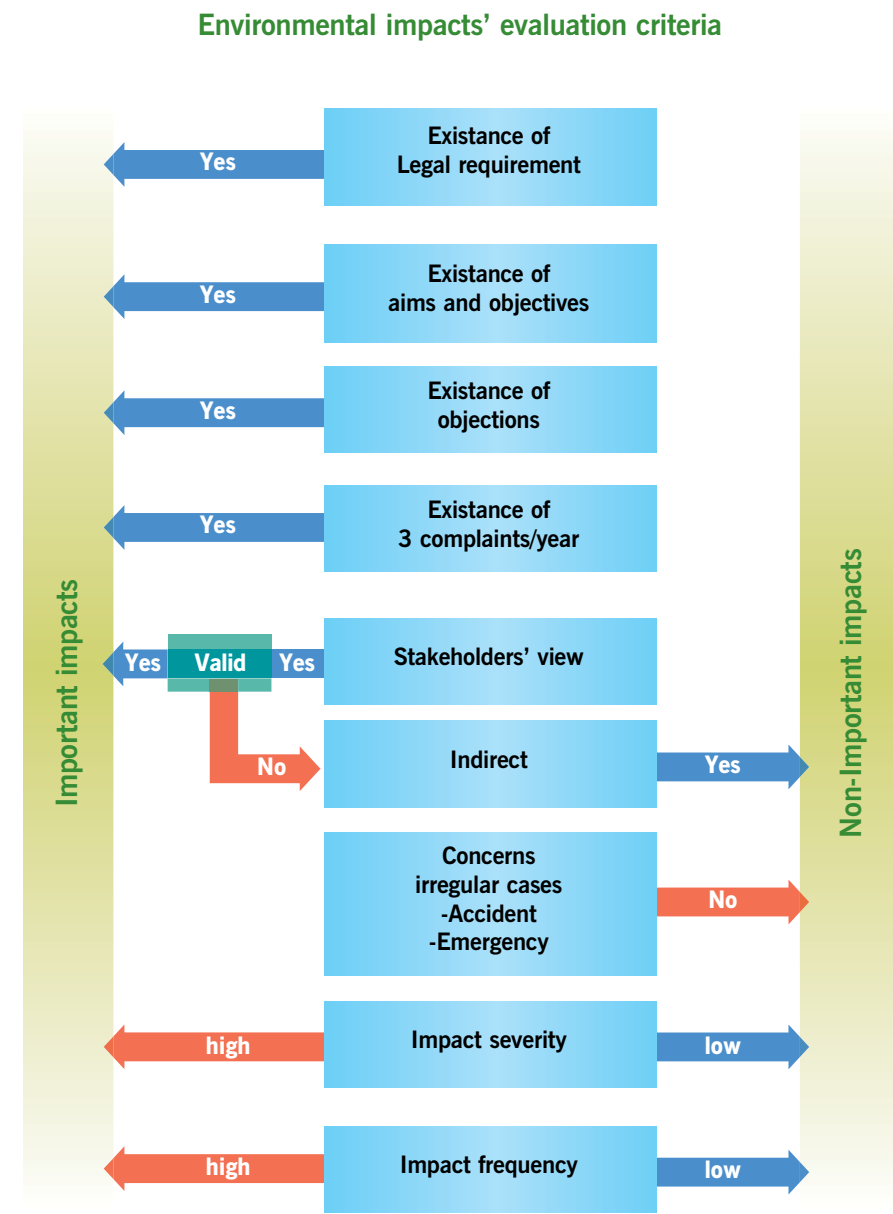 Environmental impacts’ evaluation criteria
Existance of
Legal requirement
Yes
Existance of
aims and objectives
Yes
Existance of
objections
Yes
Existance of
3 complaints/year
Yes
Stakeholders’ view
Yes
Valid
Yes
No
Indirect
Yes
Concerns
irregular cases
-Accident
-Emergency
No
high
Impact severity
low
high
Impact frequency
low
Important impacts
Non-Important impacts